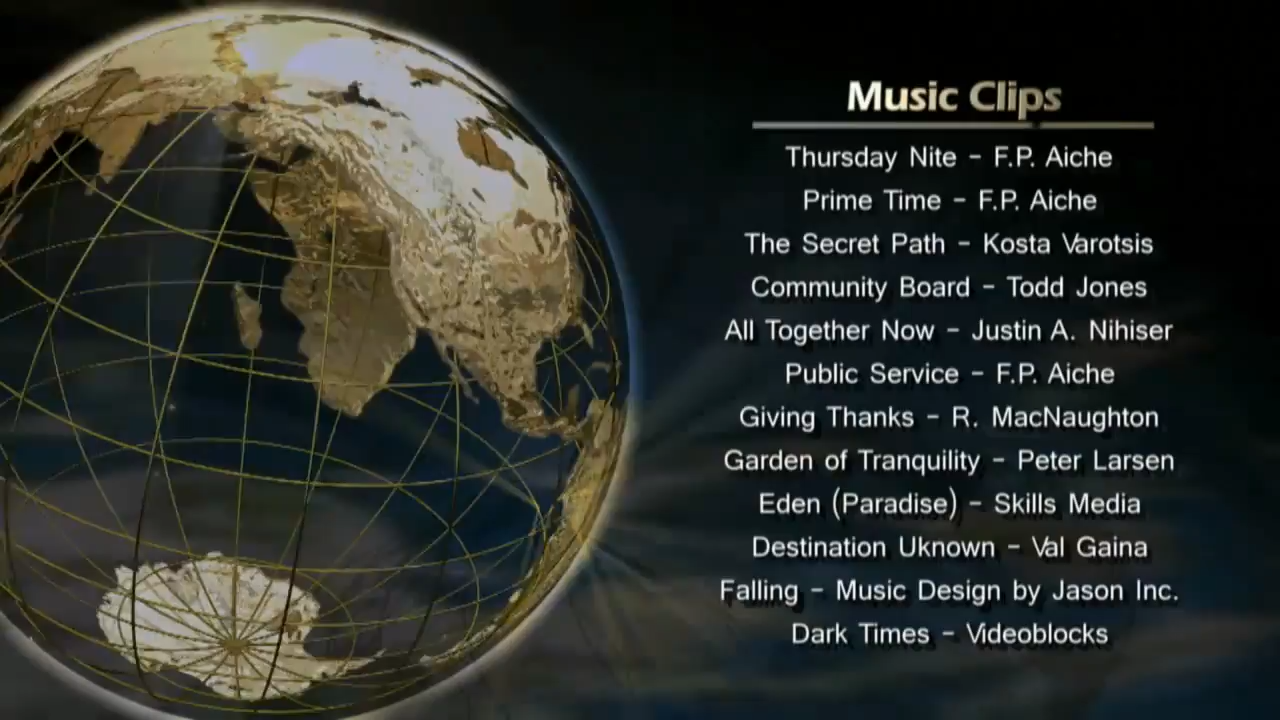 Music Clips
Thursday Nite - F.P. Aiche
Prime Time - F.P. Aiche
The Secret Path - Kosta Varotsis
Community Board - Todd Jones
All Together Now - Justin A. Nihiser
Public Service - F.P. Aiche
Giving Thanks - R. MacNaughton
Garden of Tranquility - Peter Larsen
Eden (Paradise) - Skills Media
Destination Uknown - Val Gaina
Falling - Music Design by Jason Inc.
Dark Times - Videoblocks